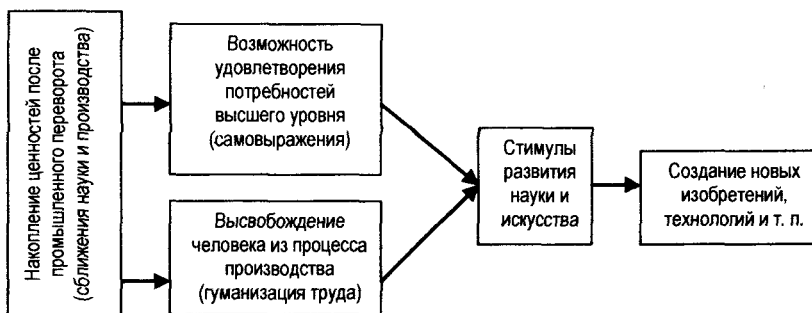 Накопление ценностей после
промышленного переворота
(сближения науки и производства)
Возможность
удовлетворения
потребностей
высшего уровня
(самовыражения)
Высвобождение
человека из процесса
производства
(гуманизация труда)
Стимулы
развития
науки и
искусства
Создание новых
изобретений,
технологий и т. п.